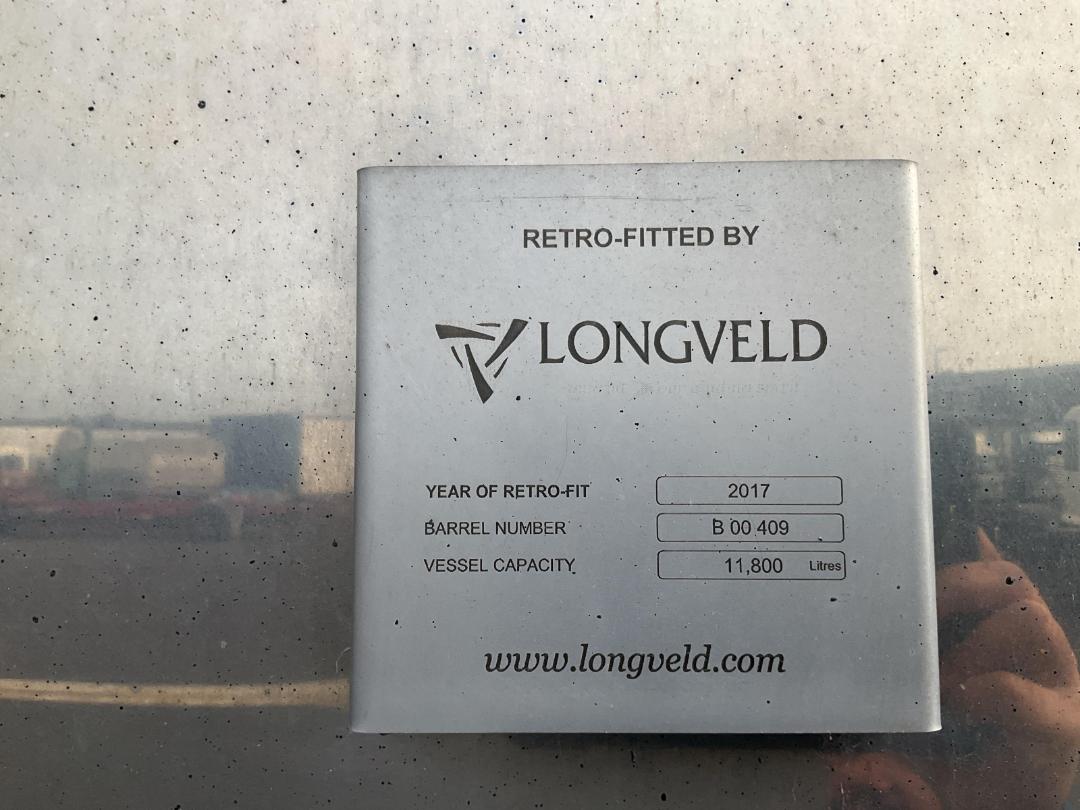 RETRO-FITTED BY
LONGVELD
YEAR OF RETRO-FIT 2017
BARREL NUMBER B 00 409
VESSEL CAPACITY 11,800 Litres
www.longveld.com